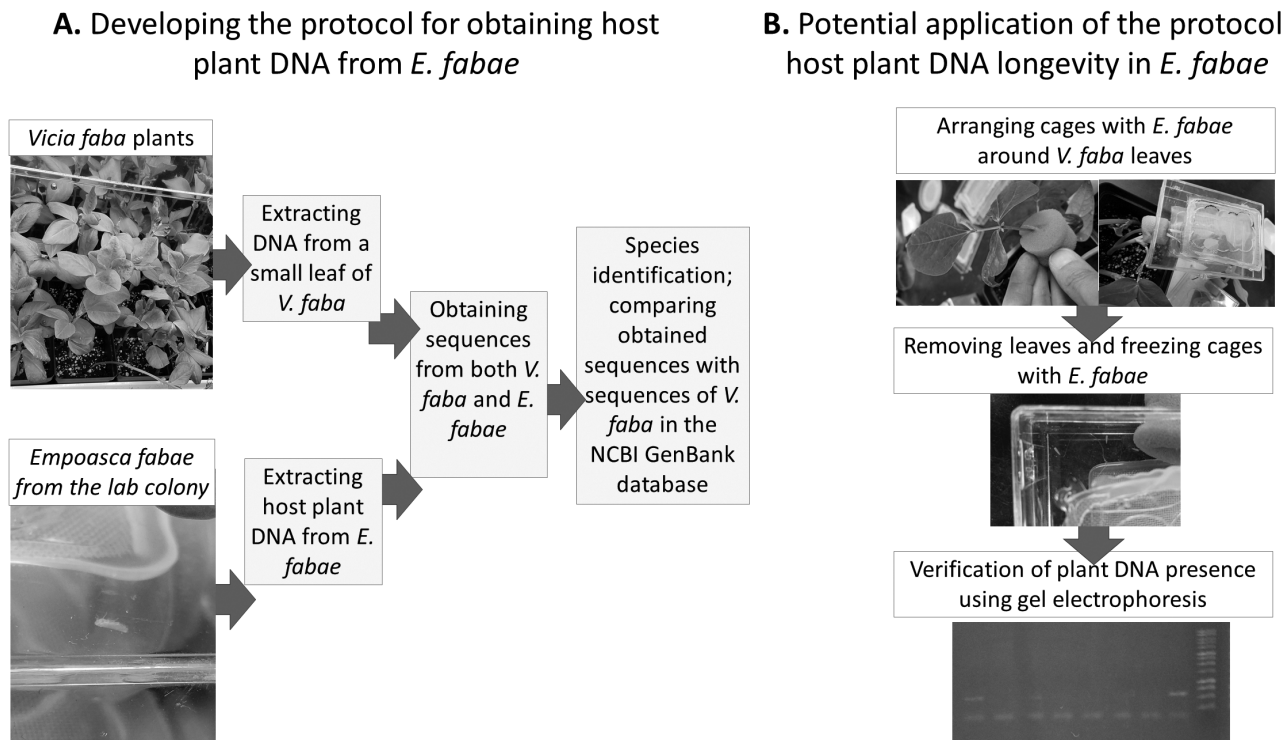 A. Developing the protocol for obtaining host
plant DNA from E. fabae
Vicia faba plants
Extracting
DNA from a
small leaf of
V. faba
Empoasca fabae
from the lab colony
Extracting
host plant
DNA from E.
fabae
Obtaining
sequences
from both V.
faba and E.
fabae
Species
identification;
comparing
obtained
sequences with
sequences of V.
faba in the
NCBI GenBank
database
B. Potential application of the protocol
host plant DNA longevity in E. fabae
Arranging cages with E. fabae
around V. faba leaves
Removing leaves and freezing cages
with E. fabae
Verification of plant DNA presence
using gel electrophoresis